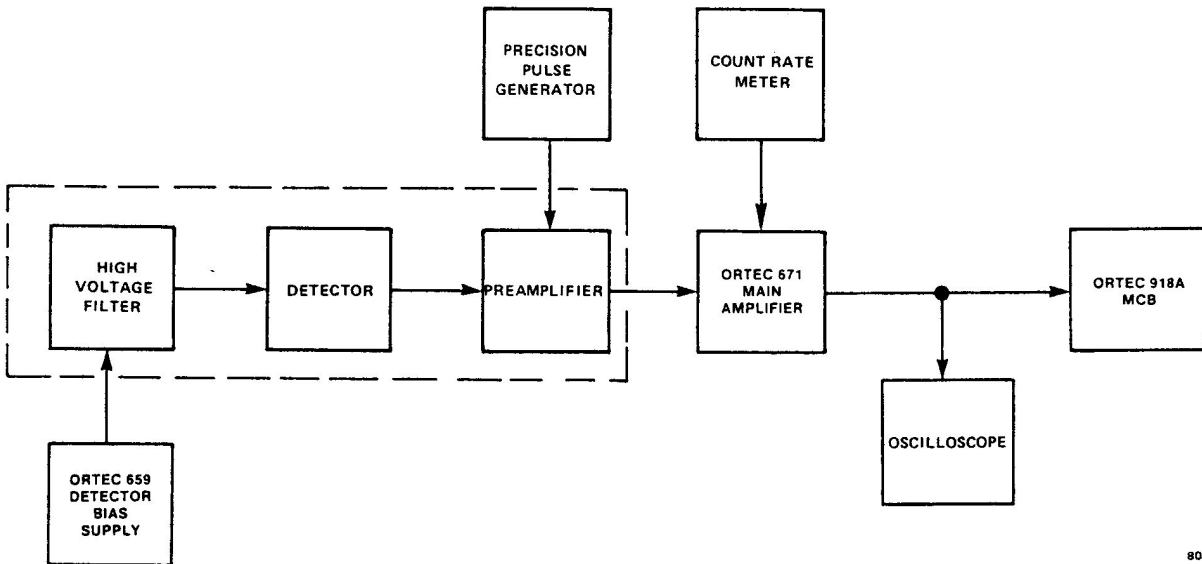 PRECISION
PULSE
GENERATOR
COUNT RATE
METER
HIGH
VOLTAGE
FILTER
DETECTOR
PREAMPLIFIER
ORTEC 671
MAIN
AMPLIFIER
ORTEC 918A
MCB
OSCILLOSCOPE
ORTEC 659
DETECTOR
BIAS
SUPPLY
80